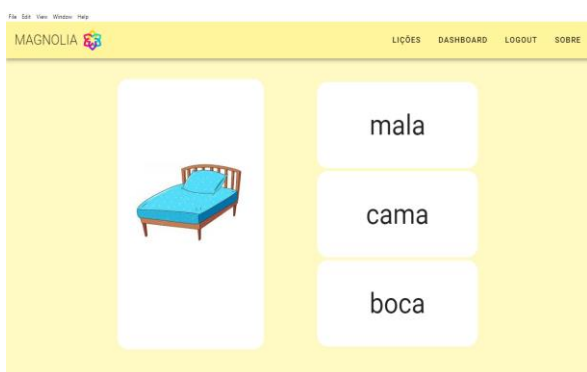 File Edit View Window Help
MAGNOLIA LIÇÕES DASHBOARD LOGOUT SOBRE
mala
cama
boca